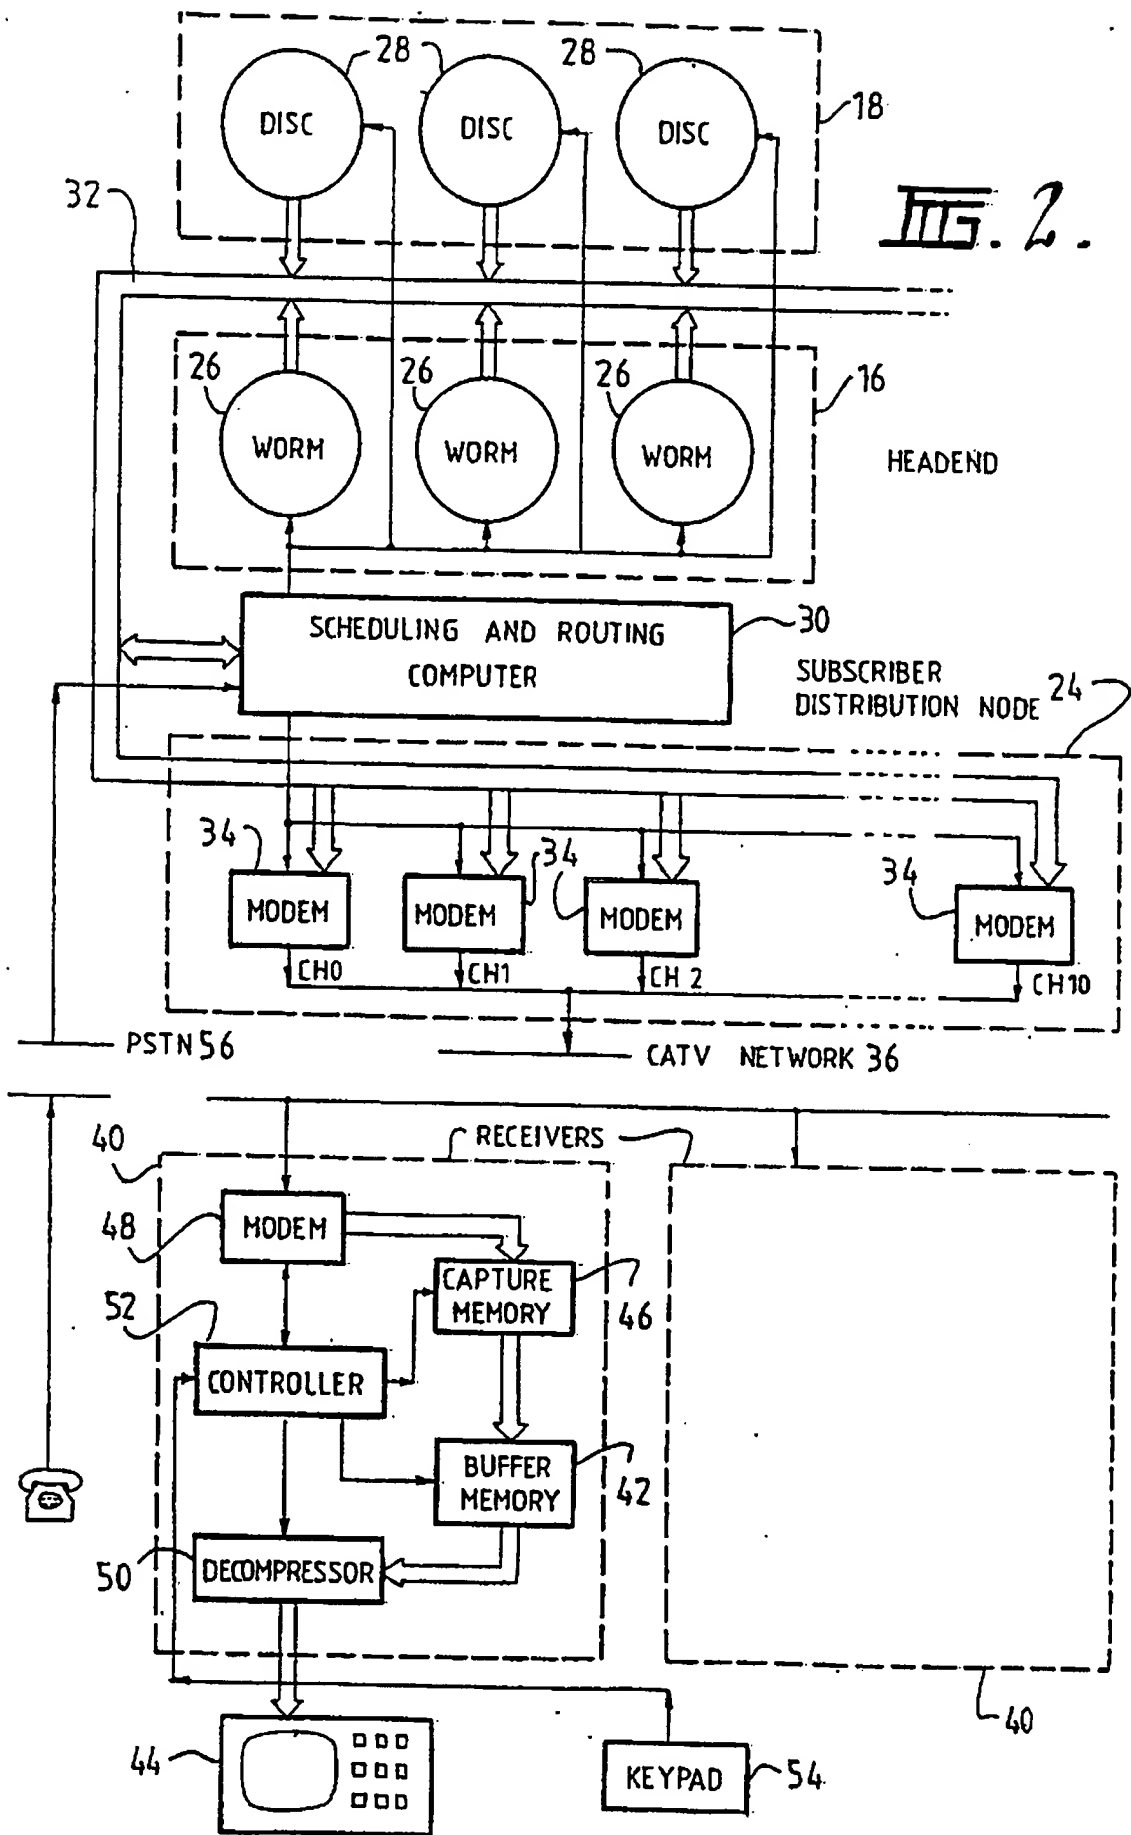 28
28
DISC
DISC
DISC
18
32
FIG. 2.
26
26
26
16
WORM
WORM
WORM
HEADEND
SCHEDULING AND ROUTING
COMPUTER
30
SUBSCRIBER
DISTRIBUTION NODE
24
34
34
34
34
MODEM
MODEM
MODEM
MODEM
CH0
CH1
CH 2
CH10
PSTN 56
CATV NETWORK 36
40
RECEIVERS
48
MODEM
CAPTURE
MEMORY
46
52
CONTROLLER
BUFFER
MEMORY
42
50
DECOMPRESSOR
40
44
KEYPAD
54